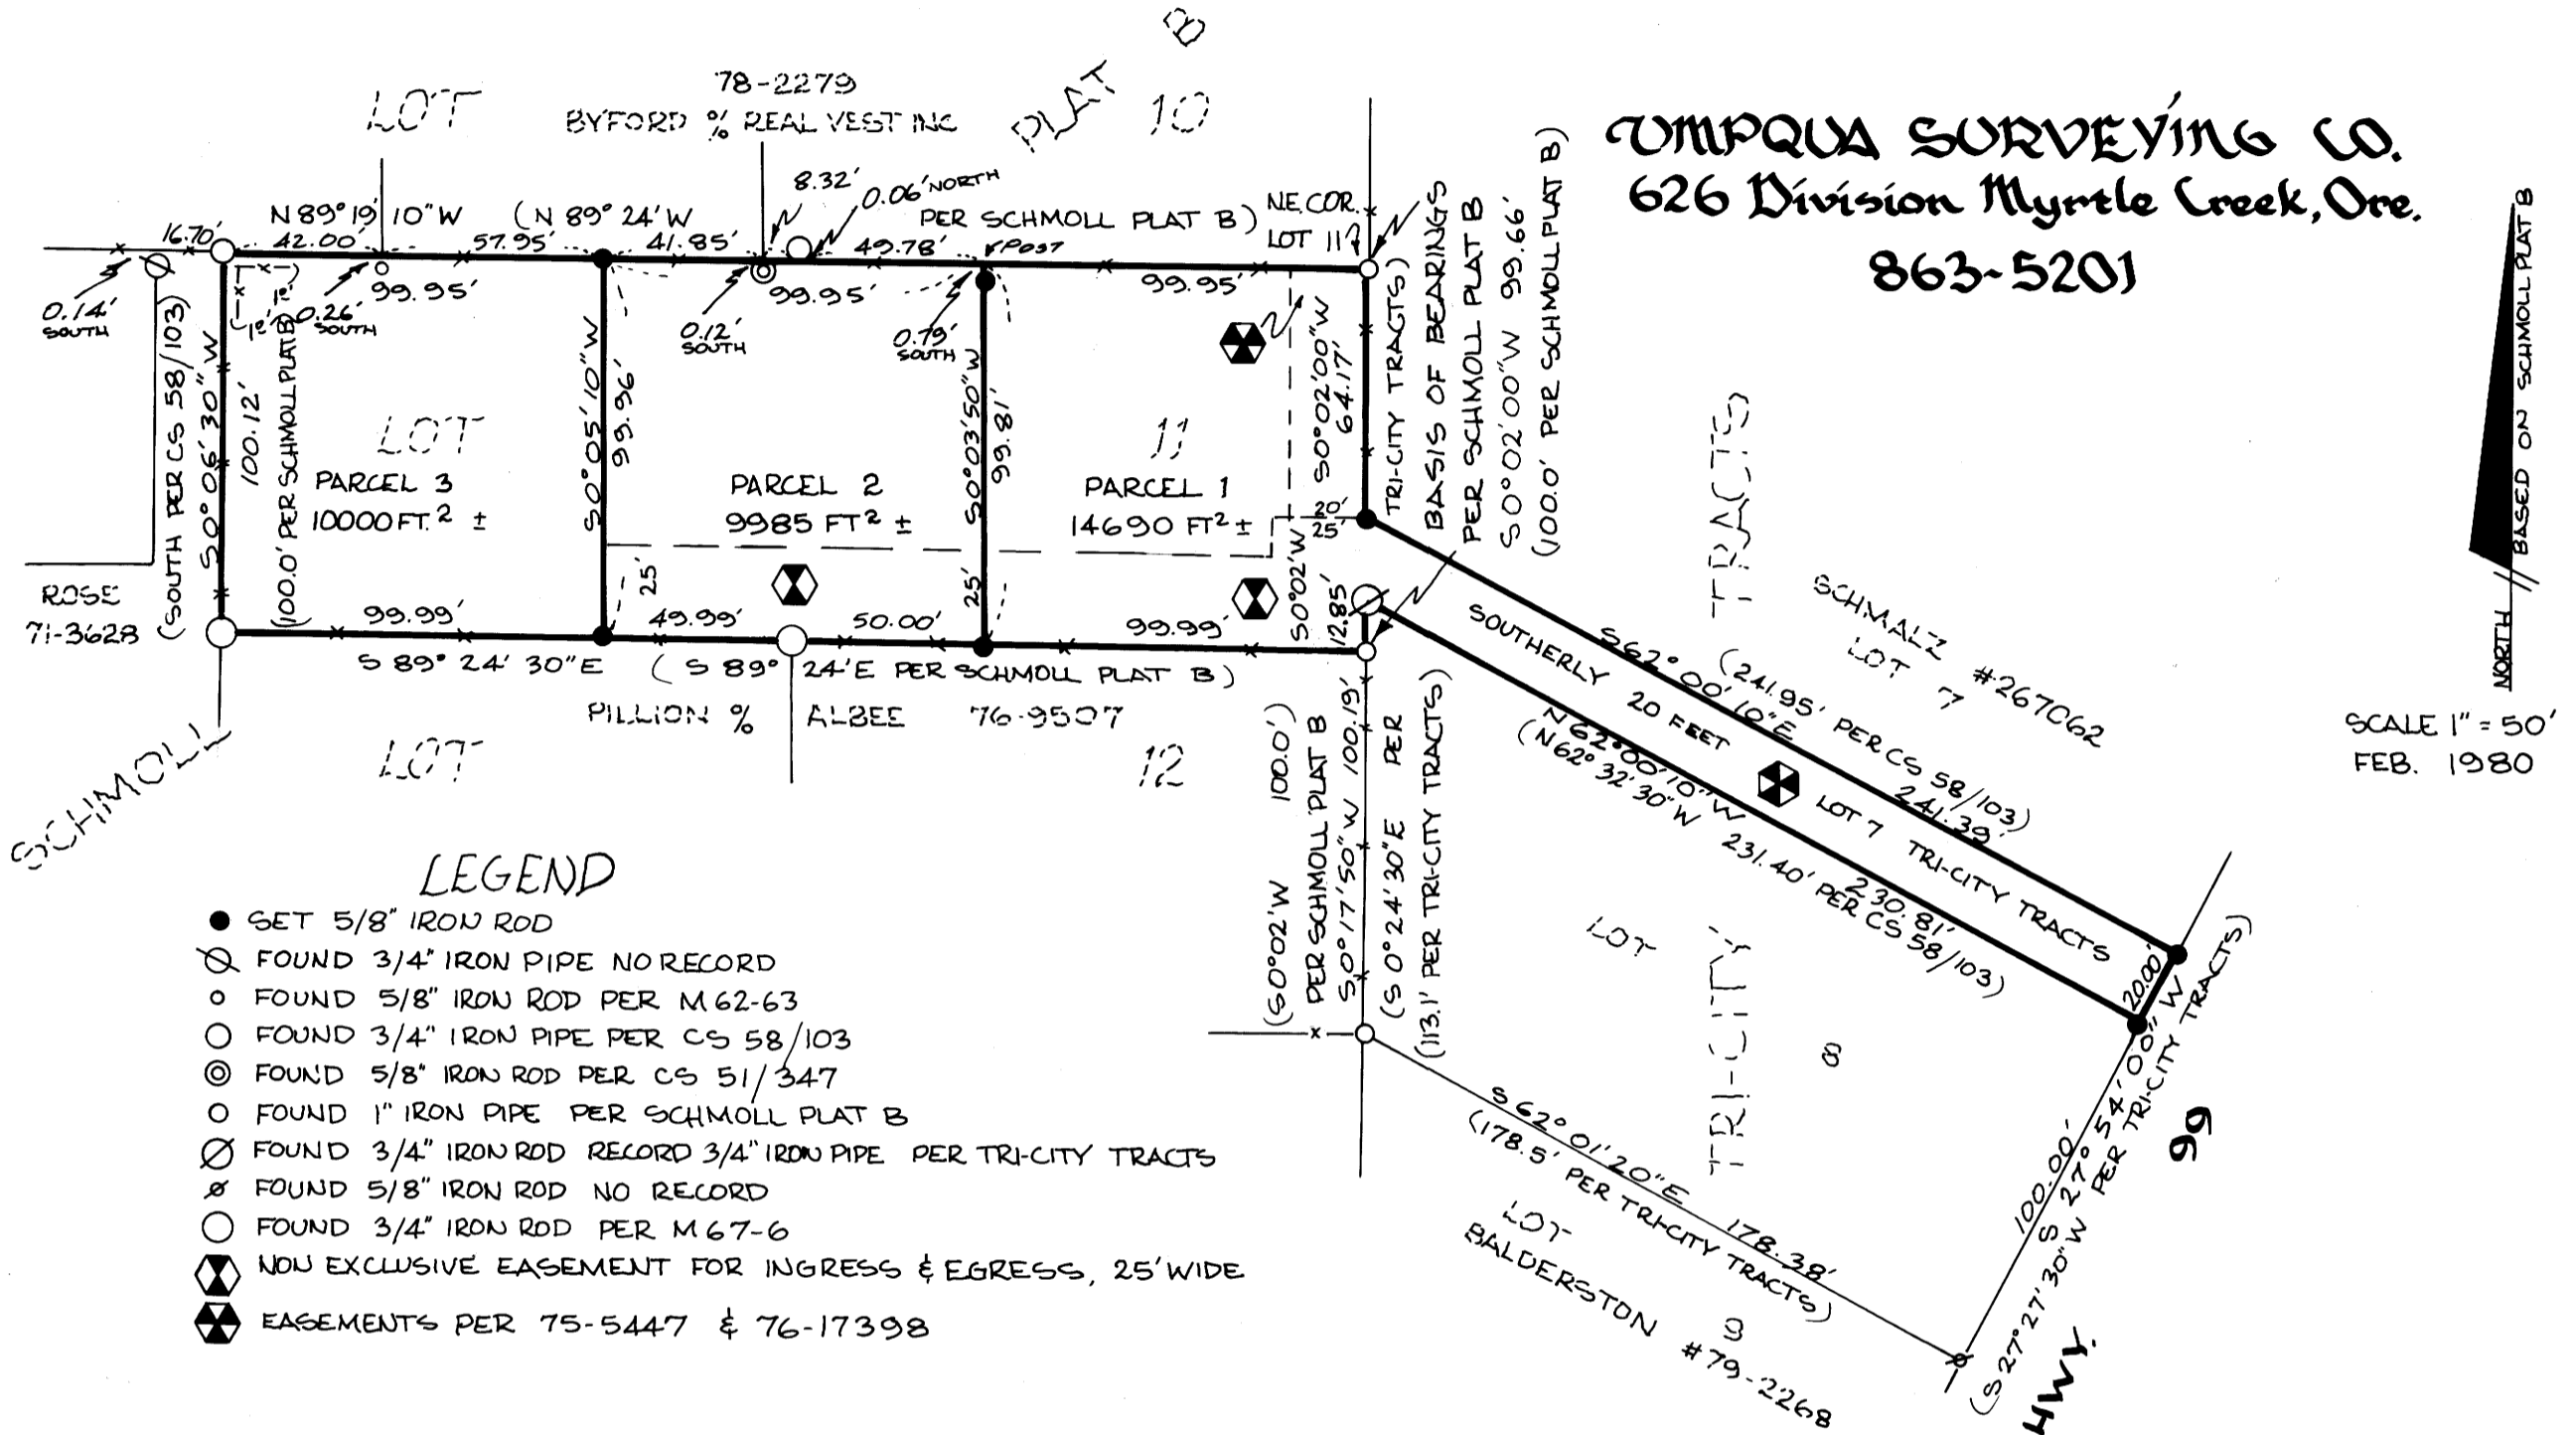 UMPQUA SURVEYING CO.
626 Division Myrtle Creek, Ore.
863-5201
PLAT B
LOT 10
78-2279
BYFORD % REAL VEST INC
8.32'
0.06' NORTH
N 89° 19' 10" W (N 89° 24' W PER SCHMOLL PLAT B)
N.E. COR. LOT 11
16.70'
42.00'
57.95'
41.85'
49.78'
POST
0.14' SOUTH
0.26' SOUTH
99.95'
0.12' SOUTH
99.95'
0.79' SOUTH
99.95'
10'
10'
(SOUTH PER CS 58/103)
S 0° 06' 30" W
100.12'
(100.0' PER SCHMOLL PLAT B)
S 0° 05' 10" W
99.96'
S 0° 03' 50" W
99.81'
S 0° 02' 00" W
64.17'
(TRI-CITY TRACTS)
BASIS OF BEARINGS
PER SCHMOLL PLAT B
S 0° 02' 00" W 99.66'
(100.0' PER SCHMOLL PLAT B)
LOT 11
PARCEL 3
10000 FT.² ±
PARCEL 2
9985 FT² ±
PARCEL 1
14690 FT² ±
20'
25'
25'
25'
S 0° 02' W
12.85'
ROSE
71-3628
99.99'
49.99'
50.00'
99.99'
S 89° 24' 30" E (S 89° 24' E PER SCHMOLL PLAT B)
PILLION % ALBEE 76-9507
LOT 12
SCHMOLL
TRI-CITY TRACTS
SCHMALZ #267062
LOT 7
S 62° 00' 10" E 241.39'
(241.95' PER CS 58/103)
SOUTHERLY 20 FEET LOT 7 TRI-CITY TRACTS
N 62° 00' 10" W 230.81'
(N 62° 32' 30" W 231.40' PER CS 58/103)
20.00'
(S 0° 02' W 100.0')
PER SCHMOLL PLAT B
S 0° 17' 50" W 100.19'
(S 0° 24' 30" E PER
(113.1' PER TRI-CITY TRACTS)
LOT 8
S 62° 01' 20" E 178.38'
(178.5' PER TRI-CITY TRACTS)
LOT 9
BALDERSTON #79-2268
100.00'
S 27° 54' 00" W
(S 27° 27' 30" W PER TRI-CITY TRACTS)
HWY. 99
NORTH BASED ON SCHMOLL PLAT B
SCALE 1" = 50'
FEB. 1980
LEGEND
SET 5/8" IRON ROD
FOUND 3/4" IRON PIPE NO RECORD
FOUND 5/8" IRON ROD PER M 62-63
FOUND 3/4" IRON PIPE PER CS 58/103
FOUND 5/8" IRON ROD PER CS 51/347
FOUND 1" IRON PIPE PER SCHMOLL PLAT B
FOUND 3/4" IRON ROD RECORD 3/4" IRON PIPE PER TRI-CITY TRACTS
FOUND 5/8" IRON ROD NO RECORD
FOUND 3/4" IRON ROD PER M 67-6
NON EXCLUSIVE EASEMENT FOR INGRESS & EGRESS, 25' WIDE
EASEMENTS PER 75-5447 & 76-17398